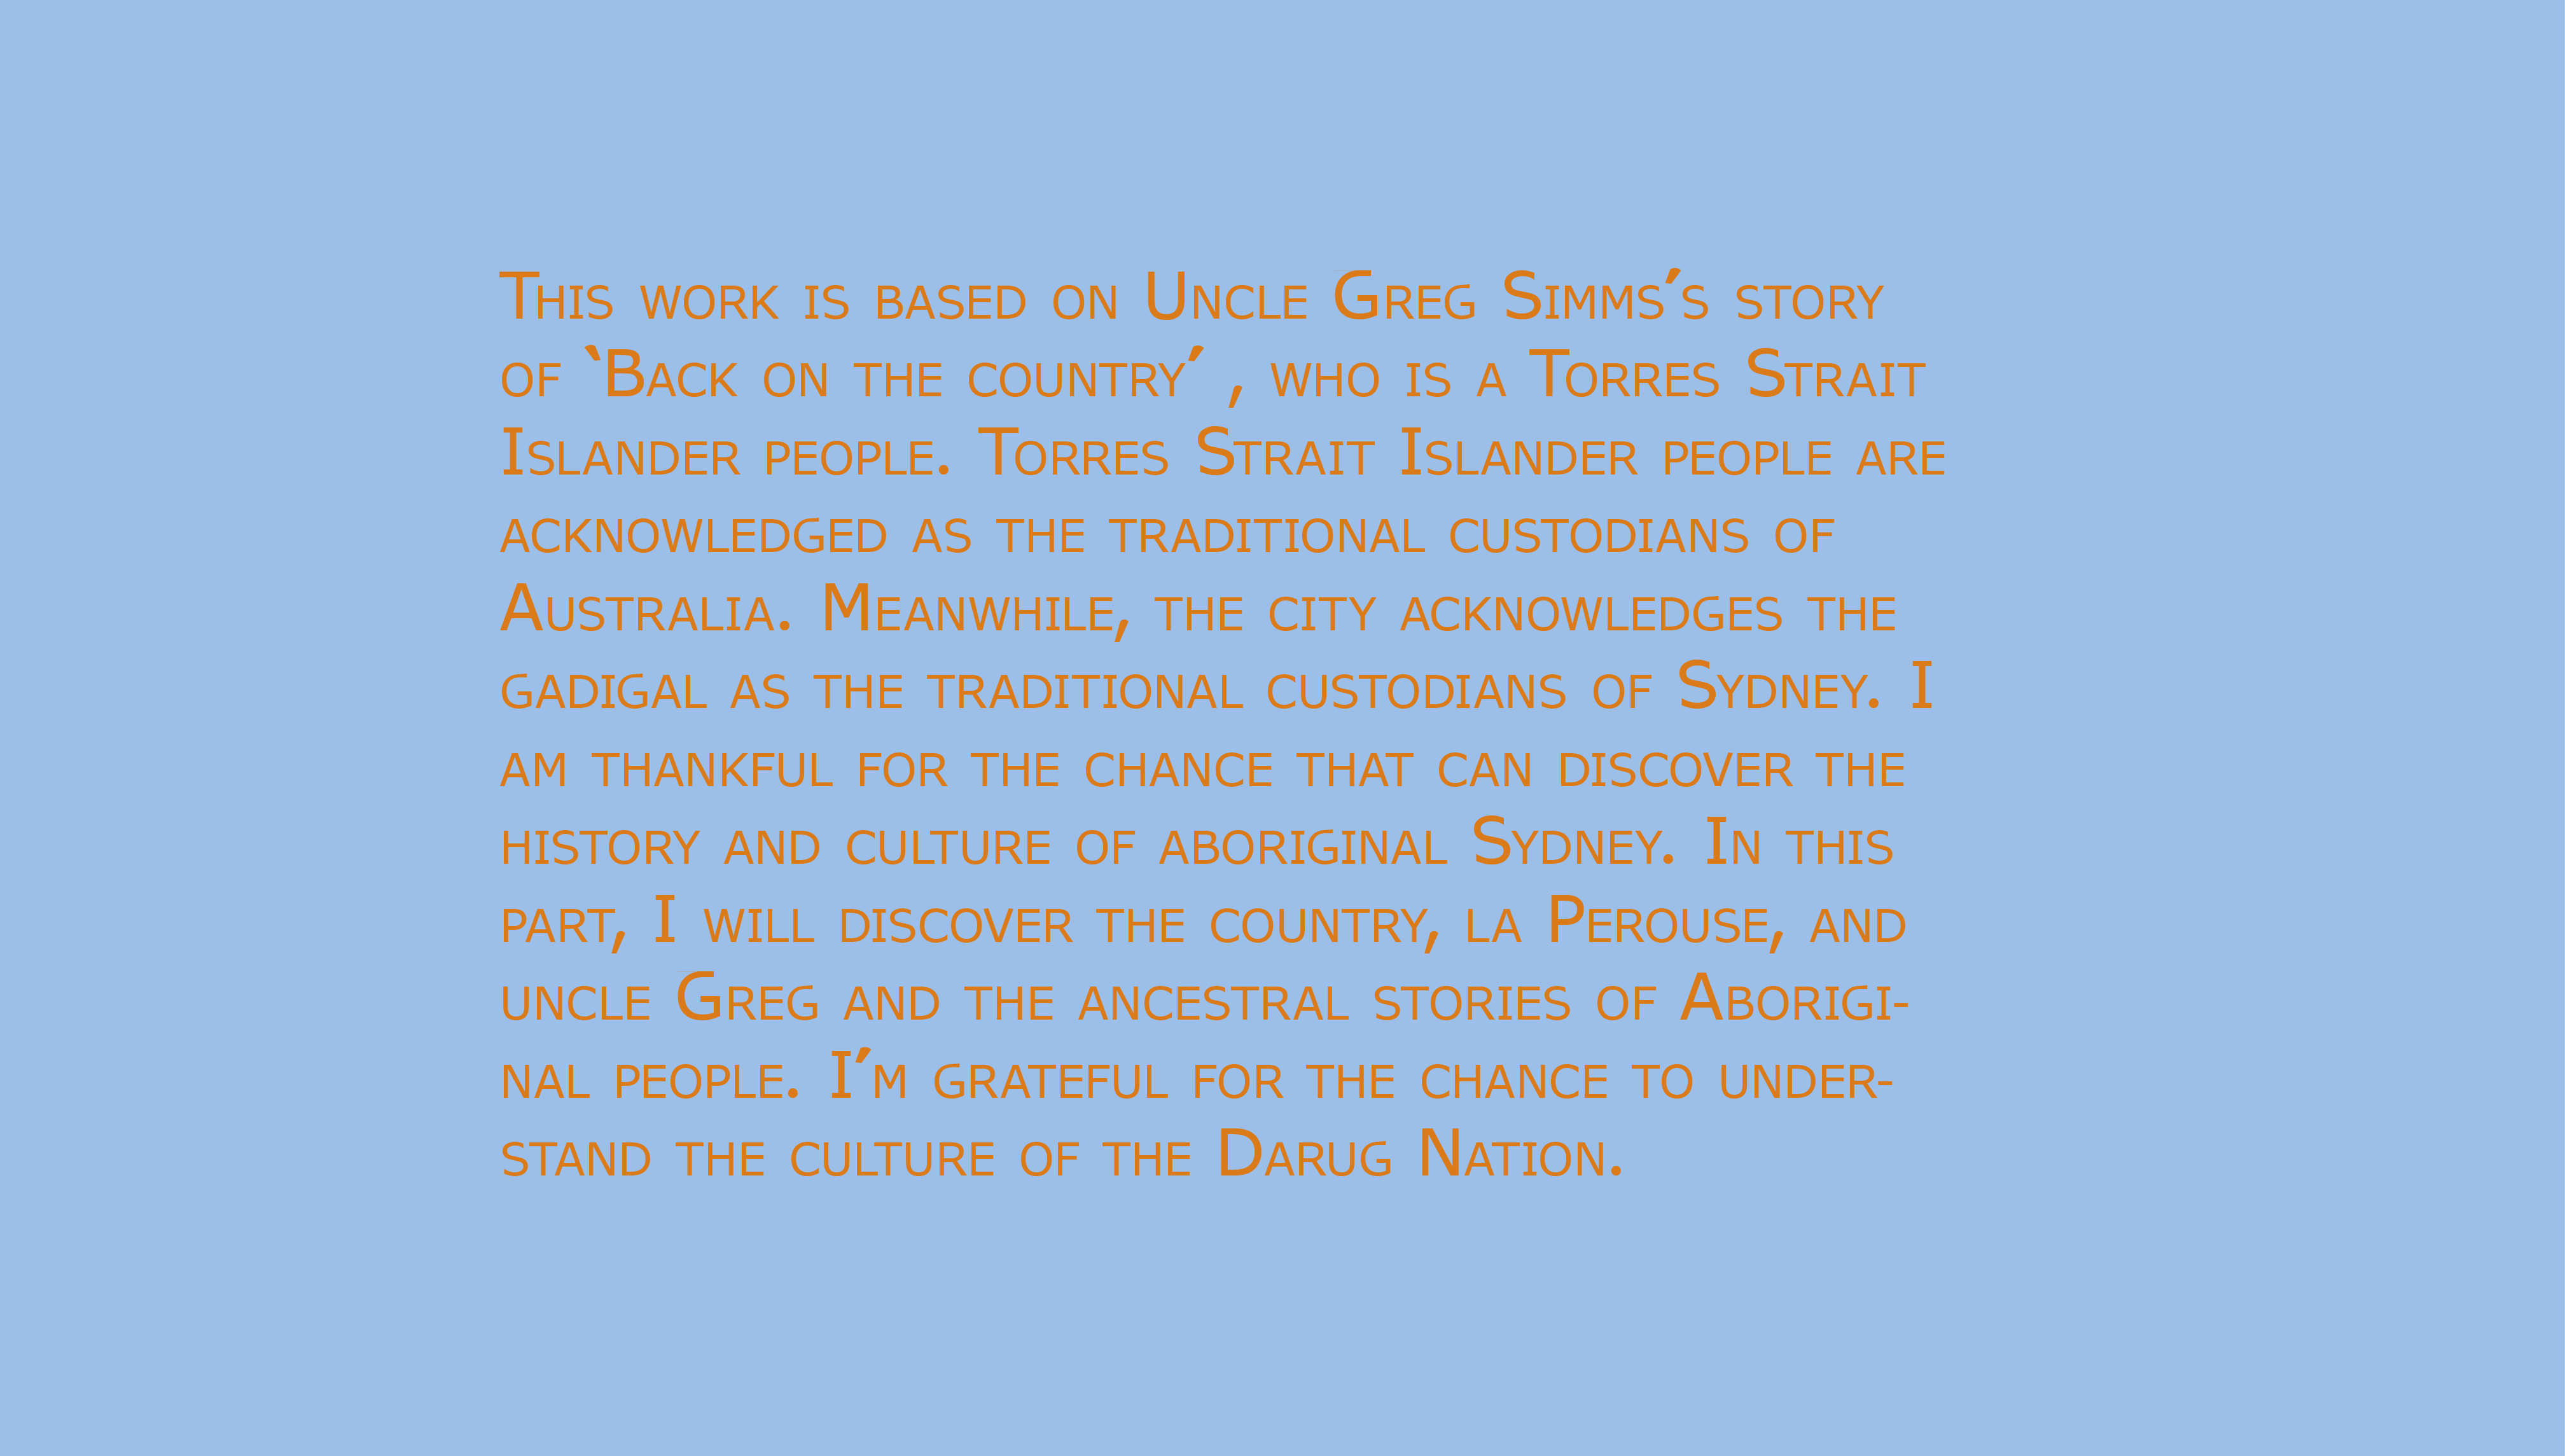 This work is based on Uncle Greg Simms's story
of 'Back on the country' , who is a Torres Strait
Islander people. Torres Strait Islander people are
acknowledged as the traditional custodians of
Australia. Meanwhile, the city acknowledges the
gadigal as the traditional custodians of Sydney. I
am thankful for the chance that can discover the
history and culture of aboriginal Sydney. In this
part, I will discover the country, la Perouse, and
uncle Greg and the ancestral stories of Aborigi-
nal people. I'm grateful for the chance to under-
stand the culture of the Darug Nation.